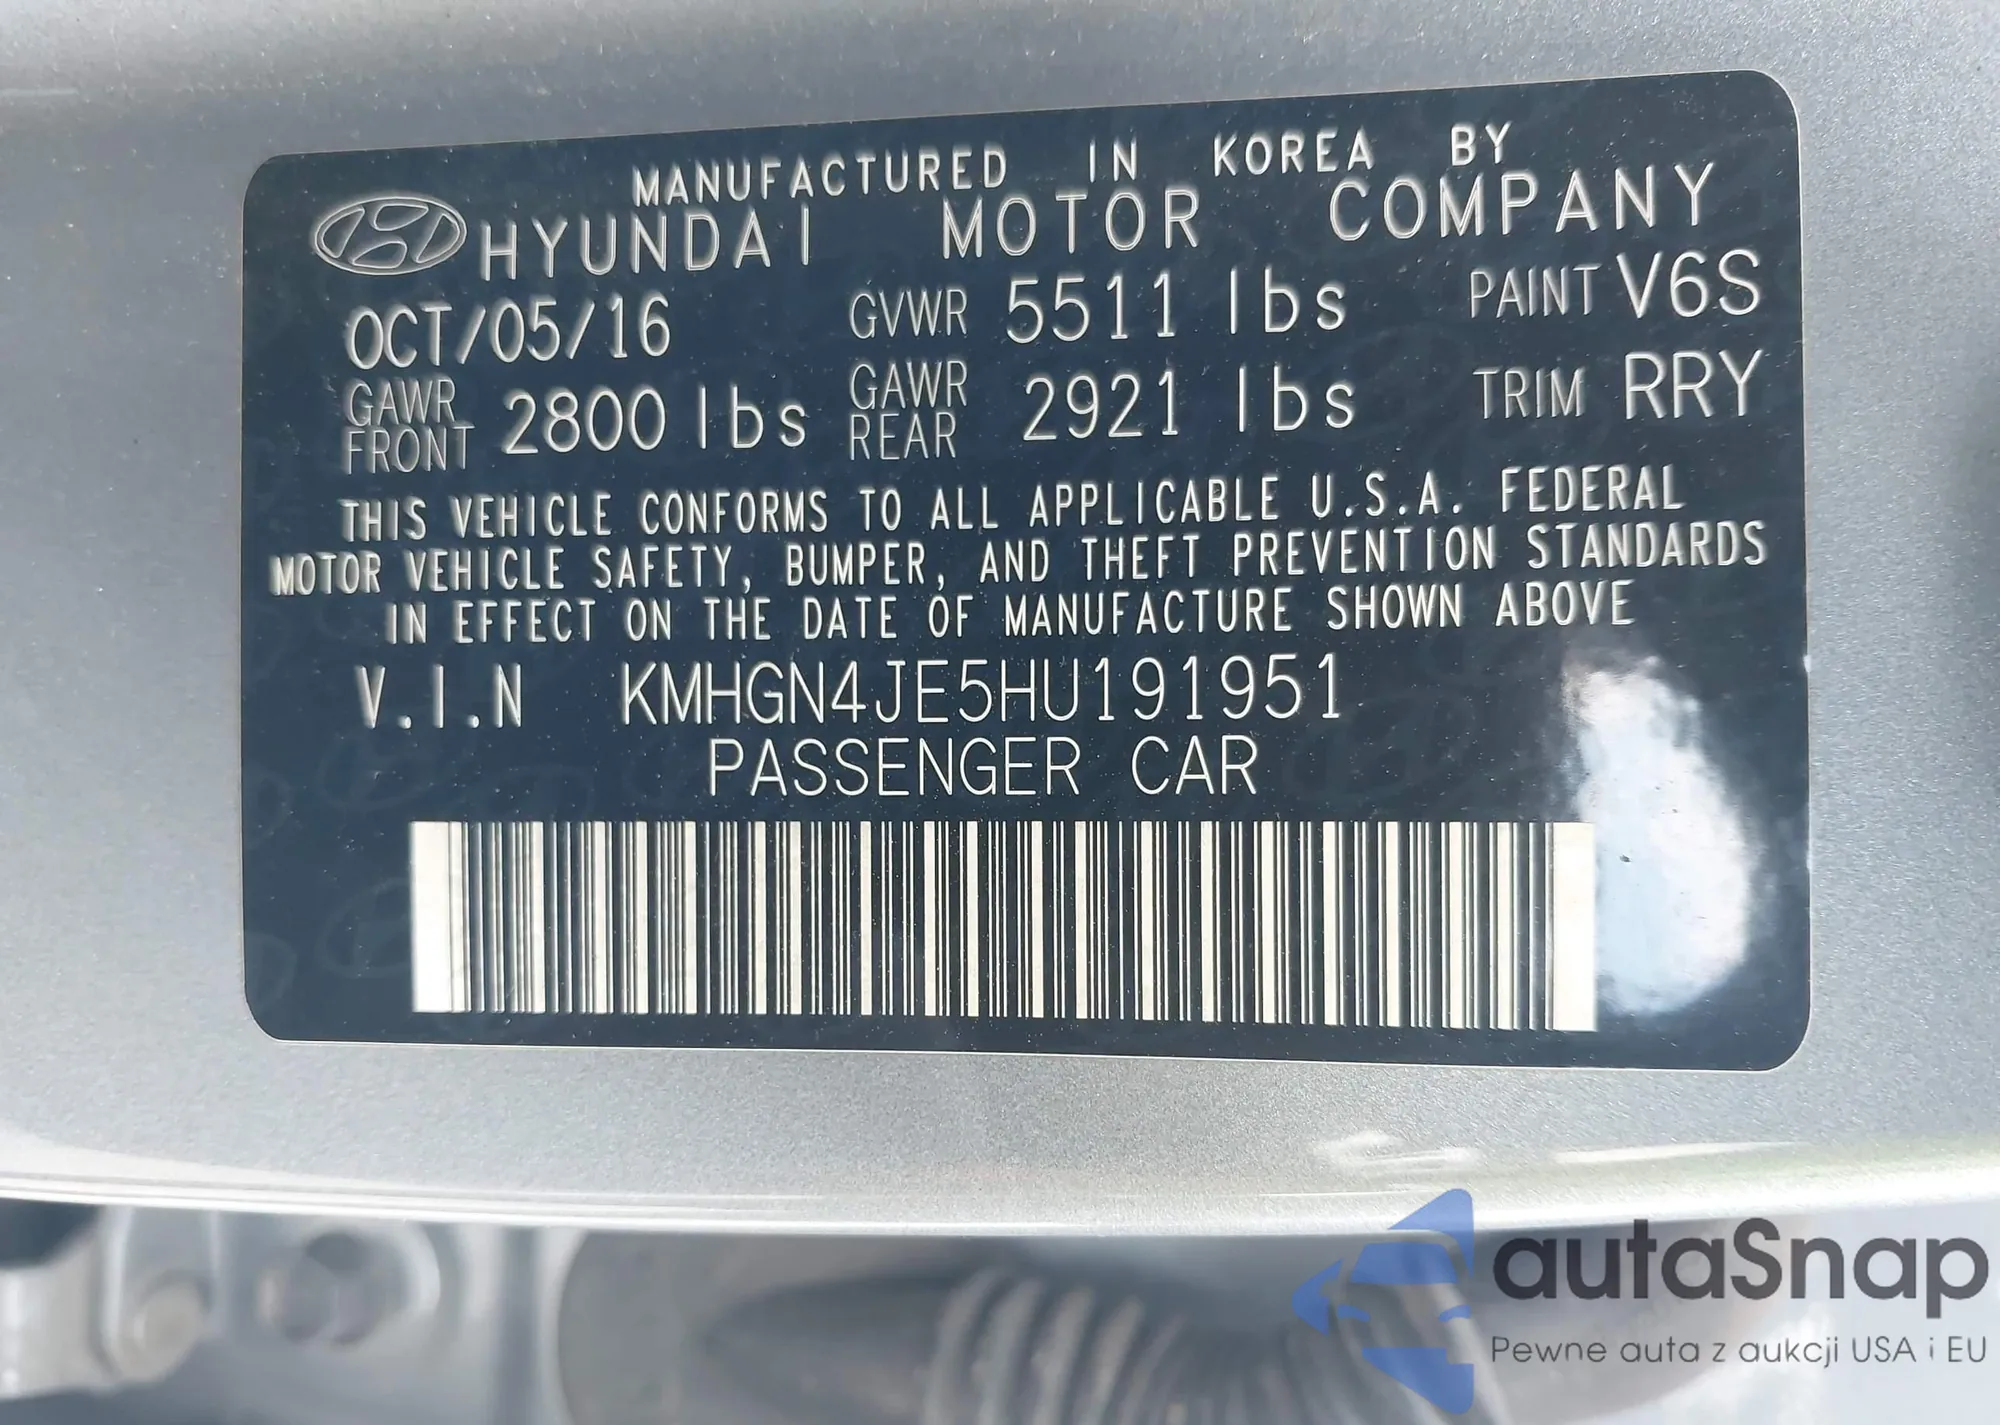 MANUFACTURED IN KOREA BY
HYUNDAI MOTOR COMPANY
OCT/05/16 GVWR 5511 lbs PAINT V6S
GAWR FRONT 2800 lbs GAWR REAR 2921 lbs TRIM RRY
THIS VEHICLE CONFORMS TO ALL APPLICABLE U.S.A. FEDERAL
MOTOR VEHICLE SAFETY, BUMPER, AND THEFT PREVENTION STANDARDS
IN EFFECT ON THE DATE OF MANUFACTURE SHOWN ABOVE
V.I.N KMHGN4JE5HU191951
PASSENGER CAR
autaSnap
Pewne auta z aukcji USA i EU